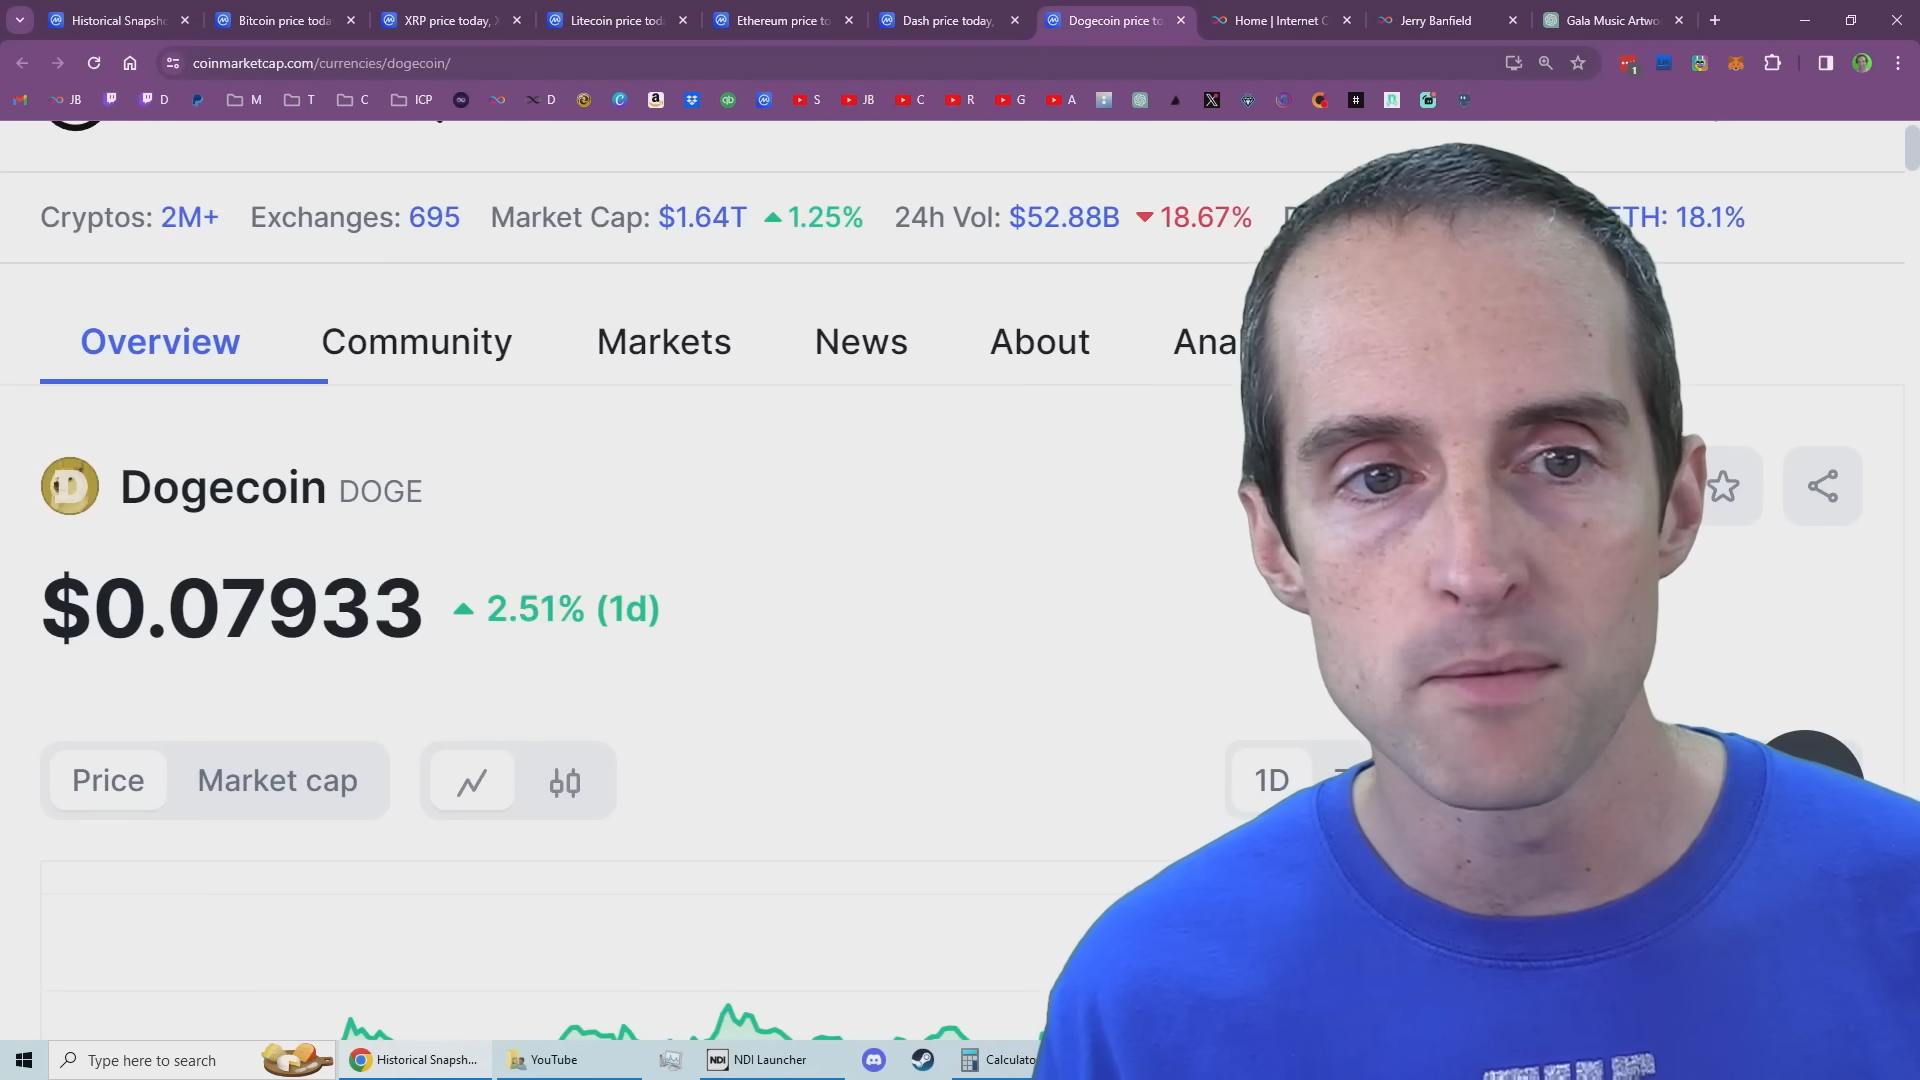 Historical Snapsho
Bitcoin price toda
XRP price today, X
Litecoin price toda
Ethereum price to
Dash price today,
Dogecoin price to
Home | Internet C
Jerry Banfield
Gala Music Artwo
coinmarketcap.com/currencies/dogecoin/
1
JB
D
M
T
C
ICP
D
S
JB
C
R
G
A
Cryptos: 2M+
Exchanges: 695
Market Cap: $1.64T 1.25%
24h Vol: $52.88B 18.67%
ETH: 18.1%
Overview
Community
Markets
News
About
Ana
Dogecoin DOGE
$0.07933
2.51% (1d)
Price
Market cap
1D
Type here to search
Historical Snapsh...
YouTube
NDI
NDI Launcher
Calculato